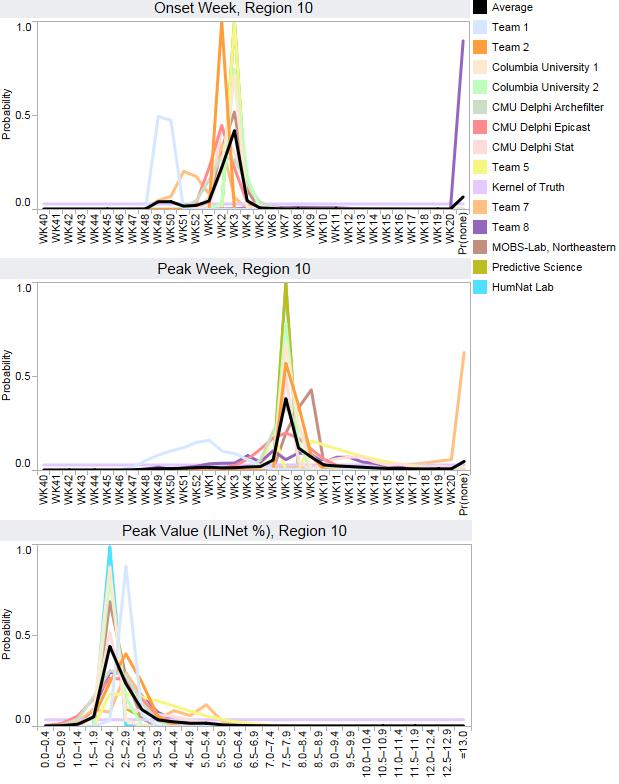 Onset Week, Region 10
1.0
0.5
0.0
Probability
WK40
WK41
WK42
WK43
WK44
WK45
WK46
WK47
WK48
WK49
WK50
WK51
WK52
WK1
WK2
WK3
WK4
WK5
WK6
WK7
WK8
WK9
WK10
WK11
WK12
WK13
WK14
WK15
WK16
WK17
WK18
WK19
WK20
Pr(none)
Peak Week, Region 10
1.0
0.5
0.0
Probability
WK40
WK41
WK42
WK43
WK44
WK45
WK46
WK47
WK48
WK49
WK50
WK51
WK52
WK1
WK2
WK3
WK4
WK5
WK6
WK7
WK8
WK9
WK10
WK11
WK12
WK13
WK14
WK15
WK16
WK17
WK18
WK19
WK20
Pr(none)
Peak Value (ILINet %), Region 10
1.0
0.5
0.0
Probability
0.0–0.4
0.5–0.9
1.0–1.4
1.5–1.9
2.0–2.4
2.5–2.9
3.0–3.4
3.5–3.9
4.0–4.4
4.5–4.9
5.0–5.4
5.5–5.9
6.0–6.4
6.5–6.9
7.0–7.4
7.5–7.9
8.0–8.4
8.5–8.9
9.0–9.4
9.5–9.9
10.0–10.4
10.5–10.9
11.0–11.4
11.5–11.9
12.0–12.4
12.5–12.9
=13.0
Average
Team 1
Team 2
Columbia University 1
Columbia University 2
CMU Delphi Archefilter
CMU Delphi Epicast
CMU Delphi Stat
Team 5
Kernel of Truth
Team 7
Team 8
MOBS-Lab, Northeastern
Predictive Science
HumNat Lab